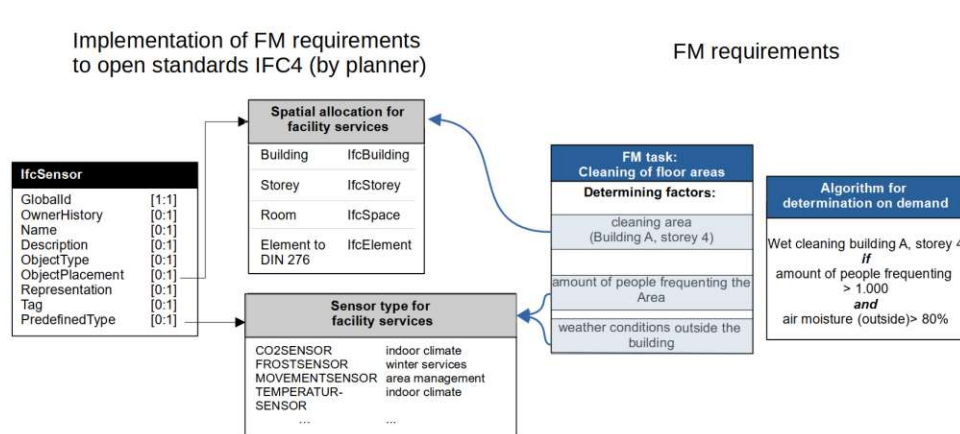 Implementation of FM requirements
to open standards IFC4 (by planner)
FM requirements
Spatial allocation for
facility services
Building IfcBuilding
Storey IfcStorey
Room IfcSpace
Element to IfcElement
DIN 276
IfcSensor
GlobalId [1:1]
OwnerHistory [0:1]
Name [0:1]
Description [0:1]
ObjectType [0:1]
ObjectPlacement [0:1]
Representation [0:1]
Tag [0:1]
PredefinedType [0:1]
Sensor type for
facility services
CO2SENSOR indoor climate
FROSTSENSOR winter services
MOVEMENTSENSOR area management
TEMPERATUR- indoor climate
SENSOR
... ...
FM task:
Cleaning of floor areas
Determining factors:
cleaning area
(Building A, storey 4)
amount of people frequenting the
Area
weather conditions outside the
building
Algorithm for
determination on demand
Wet cleaning building A, storey 4
if
amount of people frequenting
> 1.000
and
air moisture (outside)> 80%